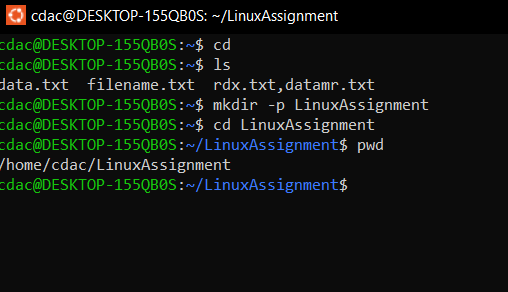 cdac@DESKTOP-155QB0S: ~/LinuxAssignment
cdac@DESKTOP-155QB0S:~$ cd
cdac@DESKTOP-155QB0S:~$ ls
data.txt  filename.txt  rdx.txt,datamr.txt
cdac@DESKTOP-155QB0S:~$ mkdir -p LinuxAssignment
cdac@DESKTOP-155QB0S:~$ cd LinuxAssignment
cdac@DESKTOP-155QB0S:~/LinuxAssignment$ pwd
/home/cdac/LinuxAssignment
cdac@DESKTOP-155QB0S:~/LinuxAssignment$